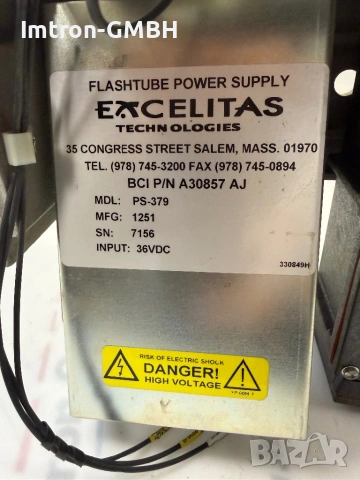 Imtron-GMBH
FLASHTUBE POWER SUPPLY
EXCELITAS
TECHNOLOGIES
35 CONGRESS STREET SALEM, MASS. 01970
TEL. (978) 745-3200 FAX (978) 745-0894
BCI P/N A30857 AJ
MDL: PS-379
MFG: 1251
SN: 7156
INPUT: 36VDC
330849H
RISK OF ELECTRIC SHOCK
DANGER!
HIGH VOLTAGE
BAZAR